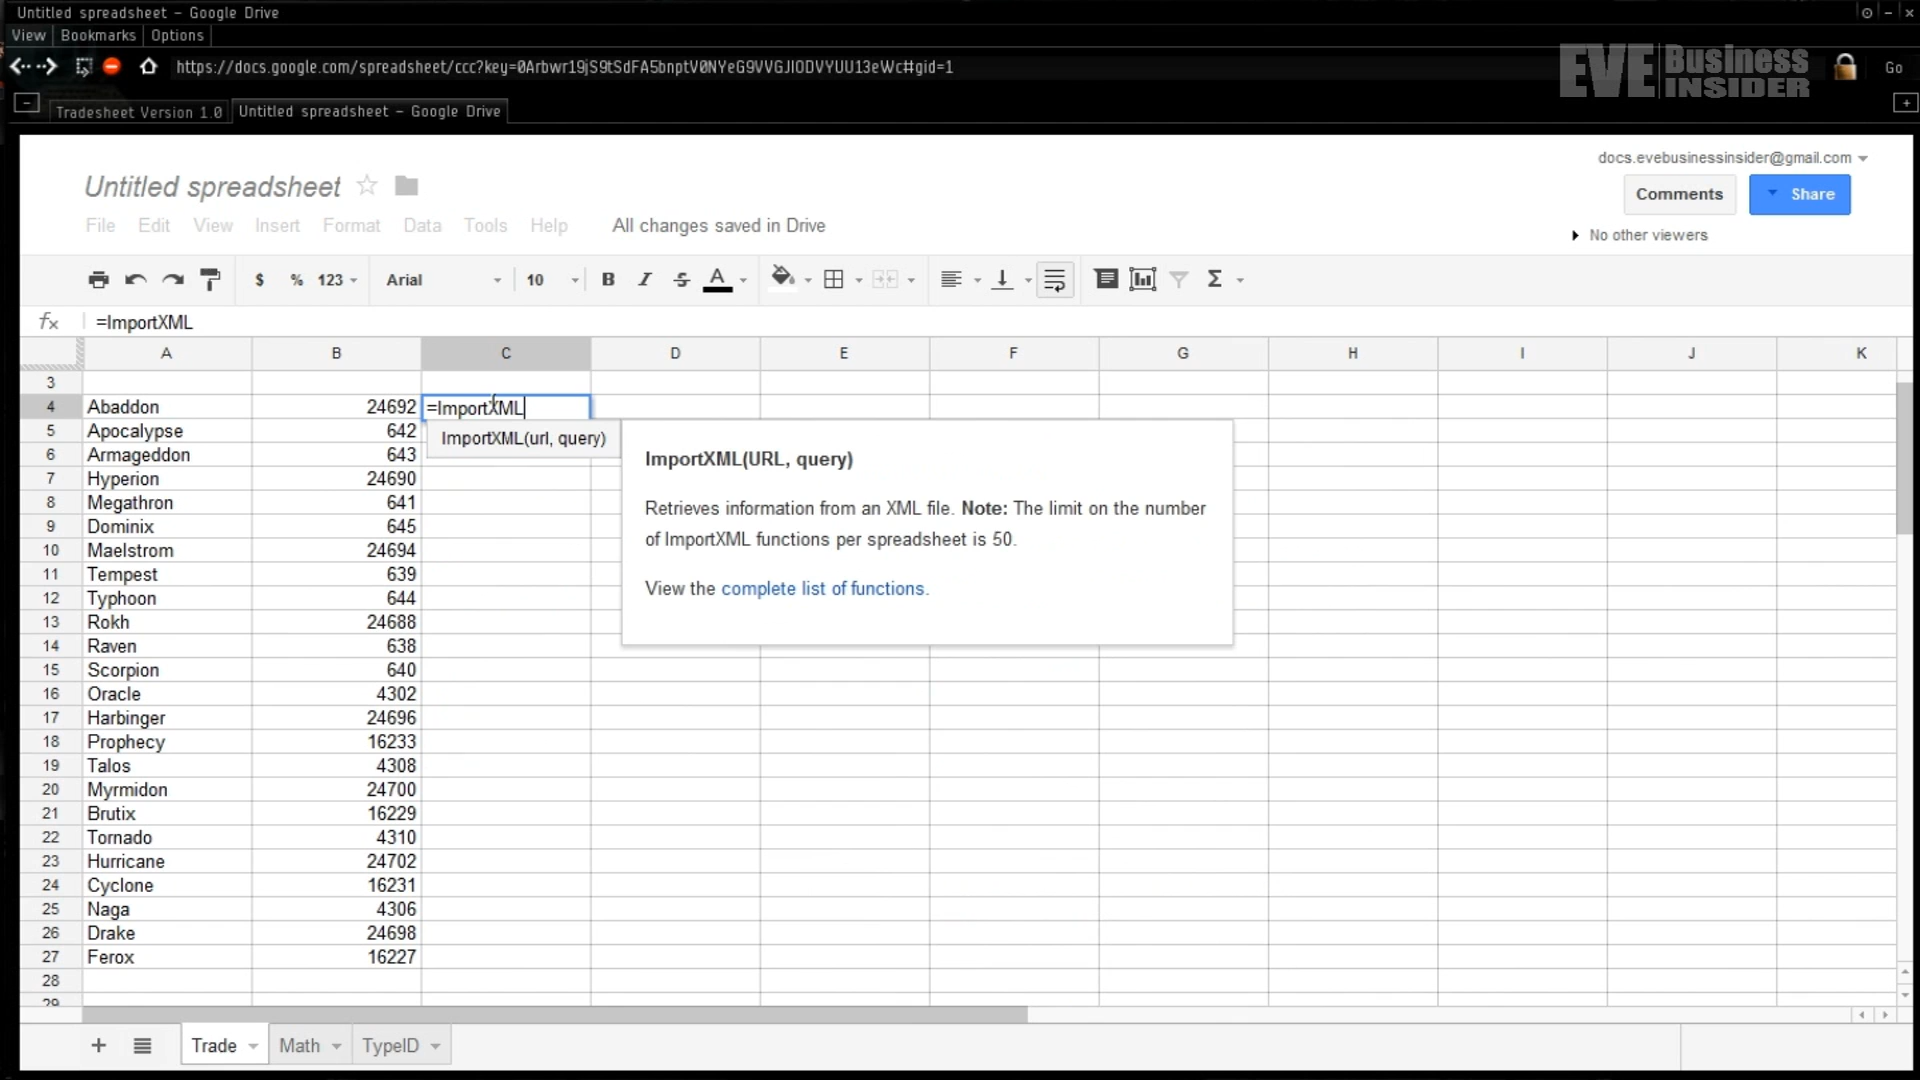 Untitled spreadsheet – Google Drive
View Bookmarks Options
https://docs.google.com/spreadsheet/ccc?key=0Arbwr19jS9tSdFA5bnptV0NYeG9VVGJIODVYUU13eWc#gid=1
EVE Business INSIDER
Go
Tradesheet Version 1.0 Untitled spreadsheet – Google Drive
docs.evebusinessinsider@gmail.com
Untitled spreadsheet
Comments Share
File Edit View Insert Format Data Tools Help All changes saved in Drive
No other viewers
$ % 123 Arial 10 B I S A Σ
fx =ImportXML
A B C D E F G H I J K
3
4 Abaddon 24692 =ImportXML
5 Apocalypse 642
ImportXML(url, query)
6 Armageddon 643
7 Hyperion 24690
8 Megathron 641
9 Dominix 645
10 Maelstrom 24694
11 Tempest 639
12 Typhoon 644
13 Rokh 24688
14 Raven 638
15 Scorpion 640
16 Oracle 4302
17 Harbinger 24696
18 Prophecy 16233
19 Talos 4308
20 Myrmidon 24700
21 Brutix 16229
22 Tornado 4310
23 Hurricane 24702
24 Cyclone 16231
25 Naga 4306
26 Drake 24698
27 Ferox 16227
28
29
ImportXML(URL, query)
Retrieves information from an XML file. Note: The limit on the number
of ImportXML functions per spreadsheet is 50.
View the complete list of functions.
Trade Math TypeID